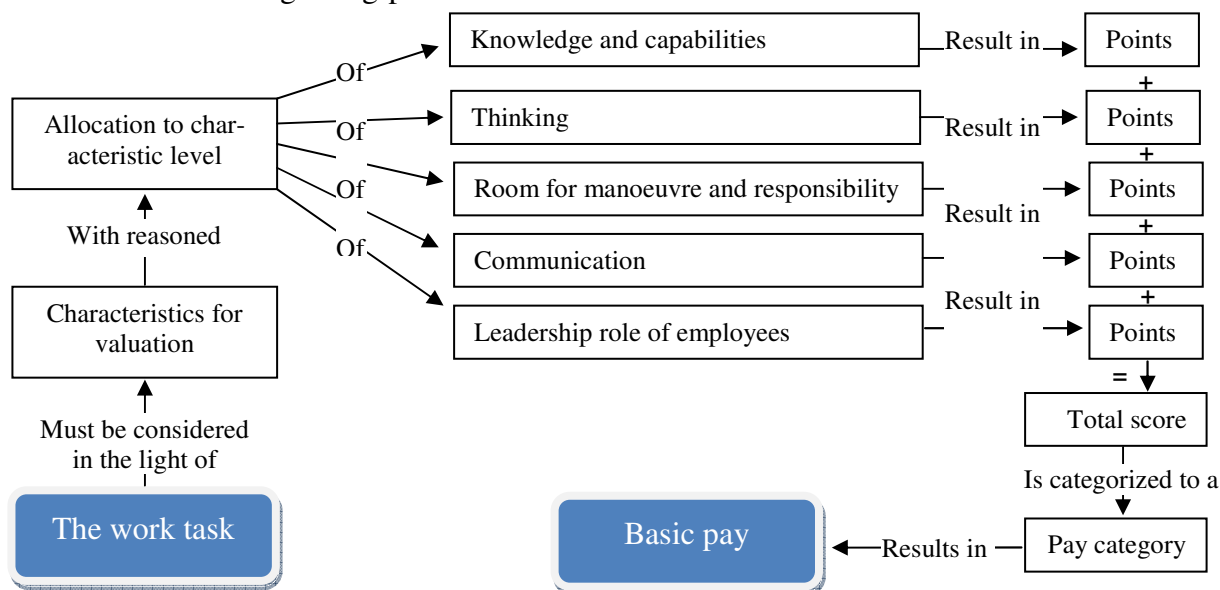 Knowledge and capabilities
Result in
Points
Of
+
Allocation to char-
acteristic level
Of
Thinking
Result in
Points
+
Of
Room for manoeuvre and responsibility
Result in
Points
+
With reasoned
Of
Communication
Points
+
Characteristics for
valuation
Leadership role of employees
Result in
Points
=
Total score
Must be considered
in the light of
Is categorized to a
The work task
Basic pay
Results in
Pay category